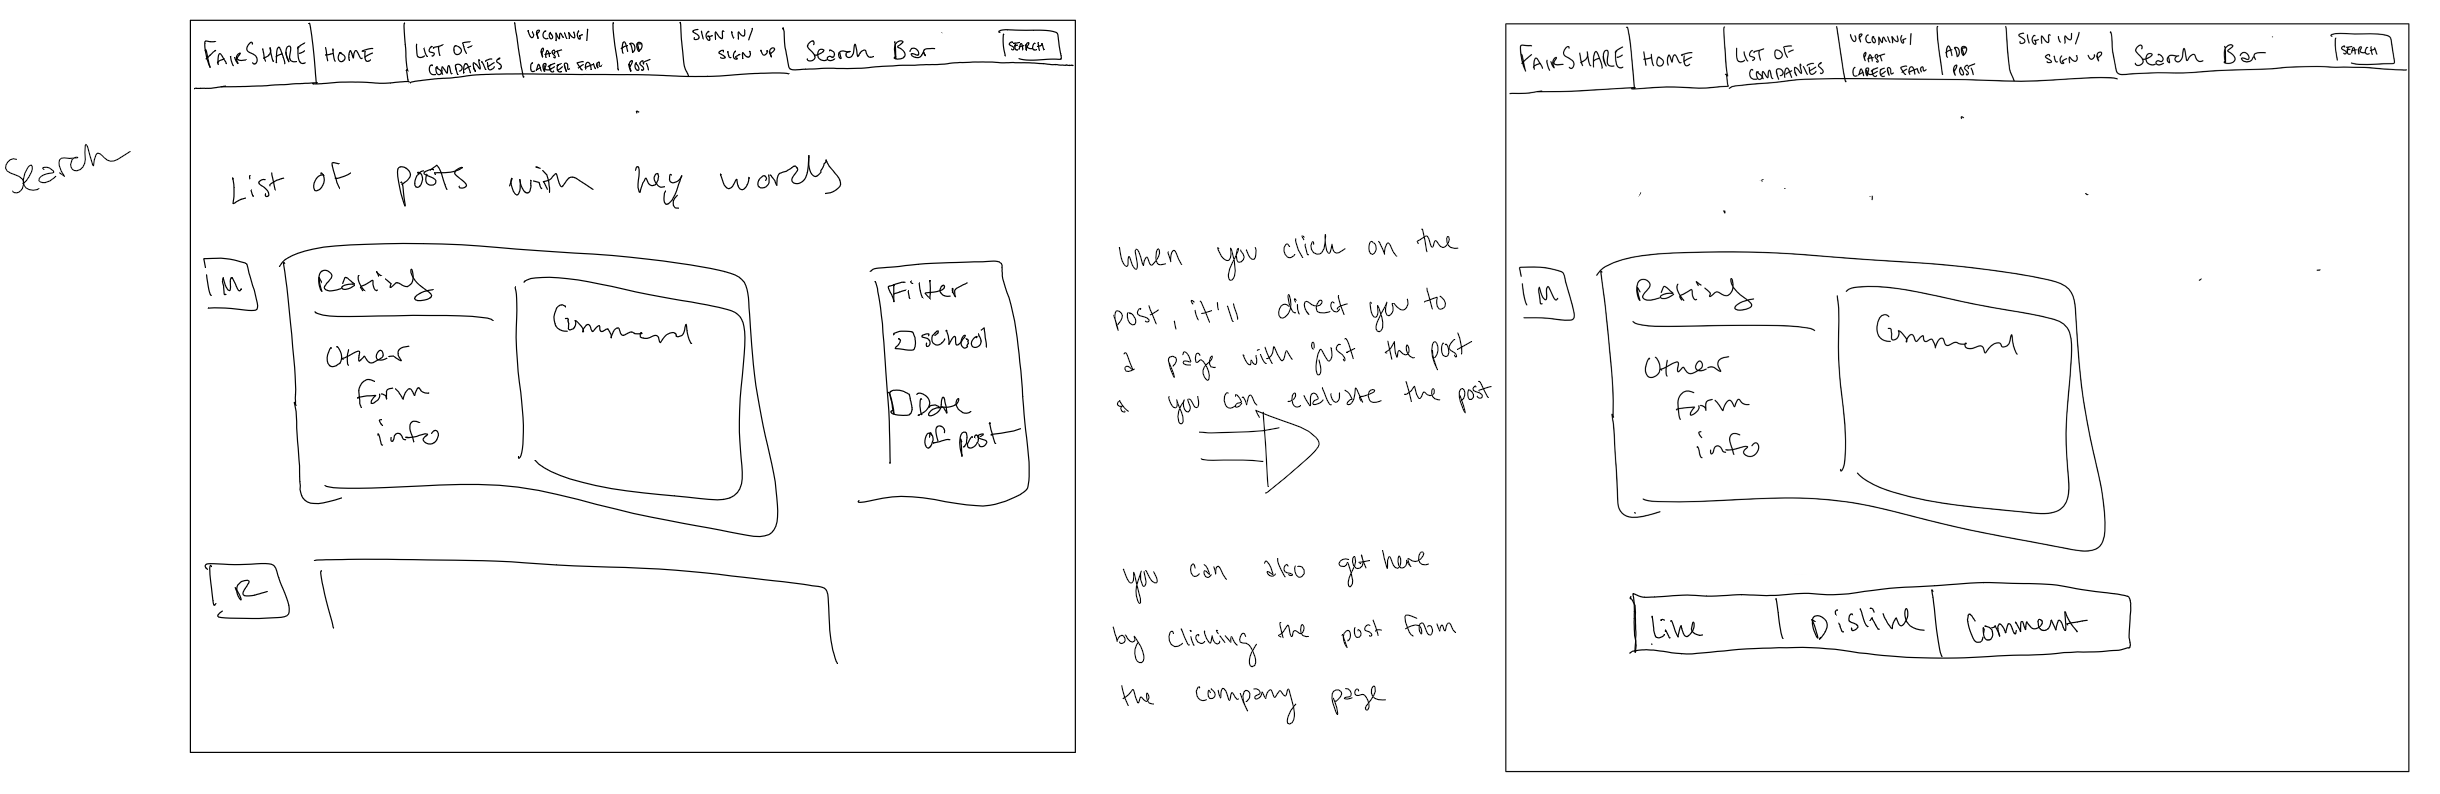 Search
FAIRSHARE HOME LIST OF COMPANIES UPCOMING/ PAST CAREER FAIR ADD POST SIGN IN/ SIGN UP Search Bar SEARCH
List of posts with key words
IM
Rating
Other
form
info
Comment
Filter
school
Date
of post
R
When you click on the
post, it'll direct you to
a page with just the post
& you can evaluate the post
you can also get here
by clicking the post from
the company page
FAIRSHARE HOME LIST OF COMPANIES UPCOMING/ PAST CAREER FAIR ADD POST SIGN IN/ SIGN UP Search Bar SEARCH
IM
Rating
Other
form
info
Comment
Like Dislike Comment